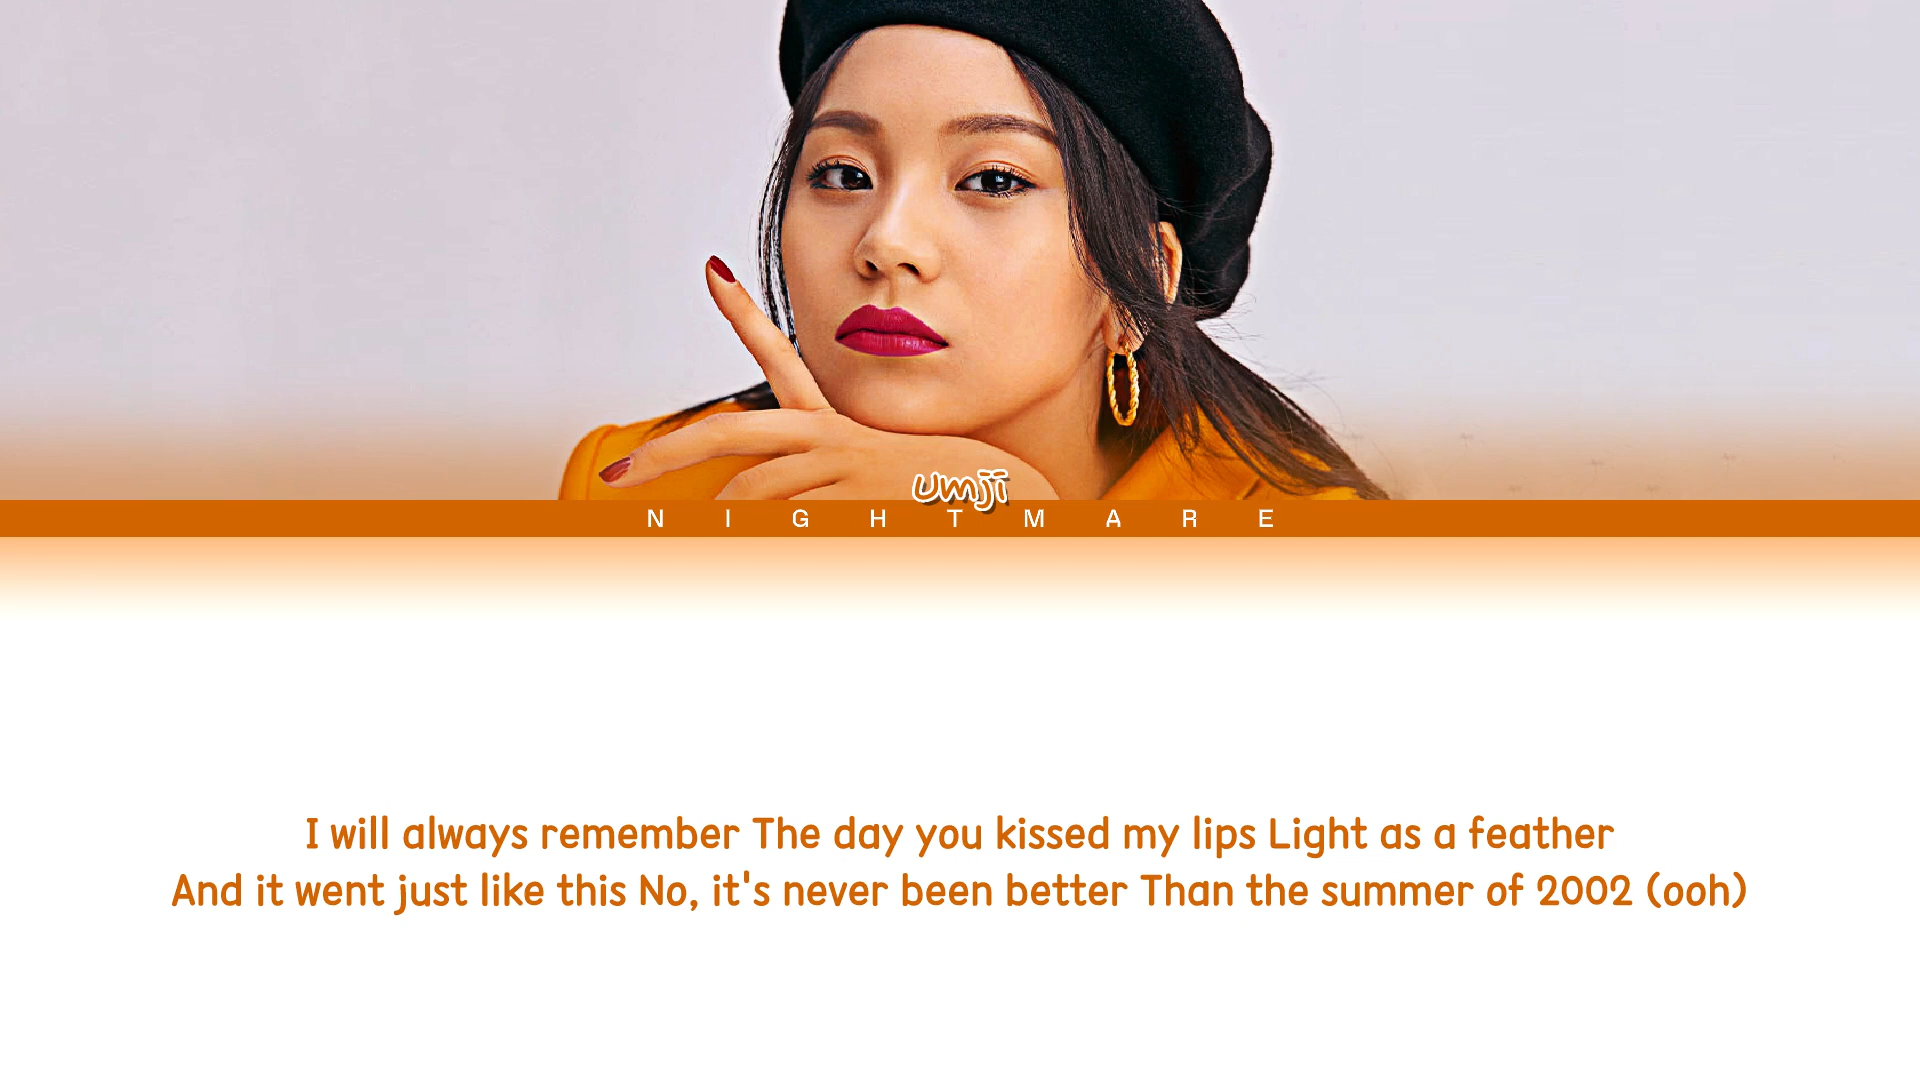 Umji
NIGHTMARE
I will always remember The day you kissed my lips Light as a feather
And it went just like this No, it's never been better Than the summer of 2002 (ooh)